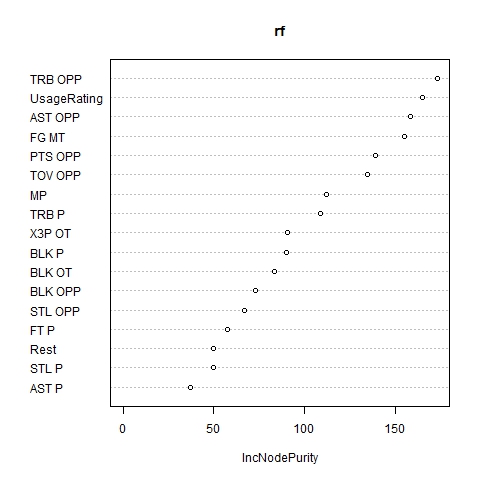 rf
TRB OPP
UsageRating
AST OPP
FG MT
PTS OPP
TOV OPP
MP
TRB P
X3P OT
BLK P
BLK OT
BLK OPP
STL OPP
FT P
Rest
STL P
AST P
0 50 100 150
IncNodePurity